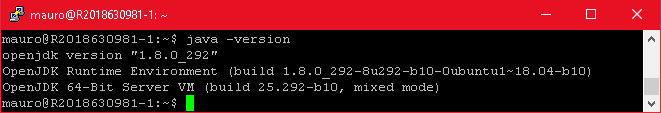 mauro@R2018630981-1: ~
mauro@R2018630981-1:~$ java -version
openjdk version "1.8.0_292"
OpenJDK Runtime Environment (build 1.8.0_292-8u292-b10-0ubuntu1~18.04-b10)
OpenJDK 64-Bit Server VM (build 25.292-b10, mixed mode)
mauro@R2018630981-1:~$